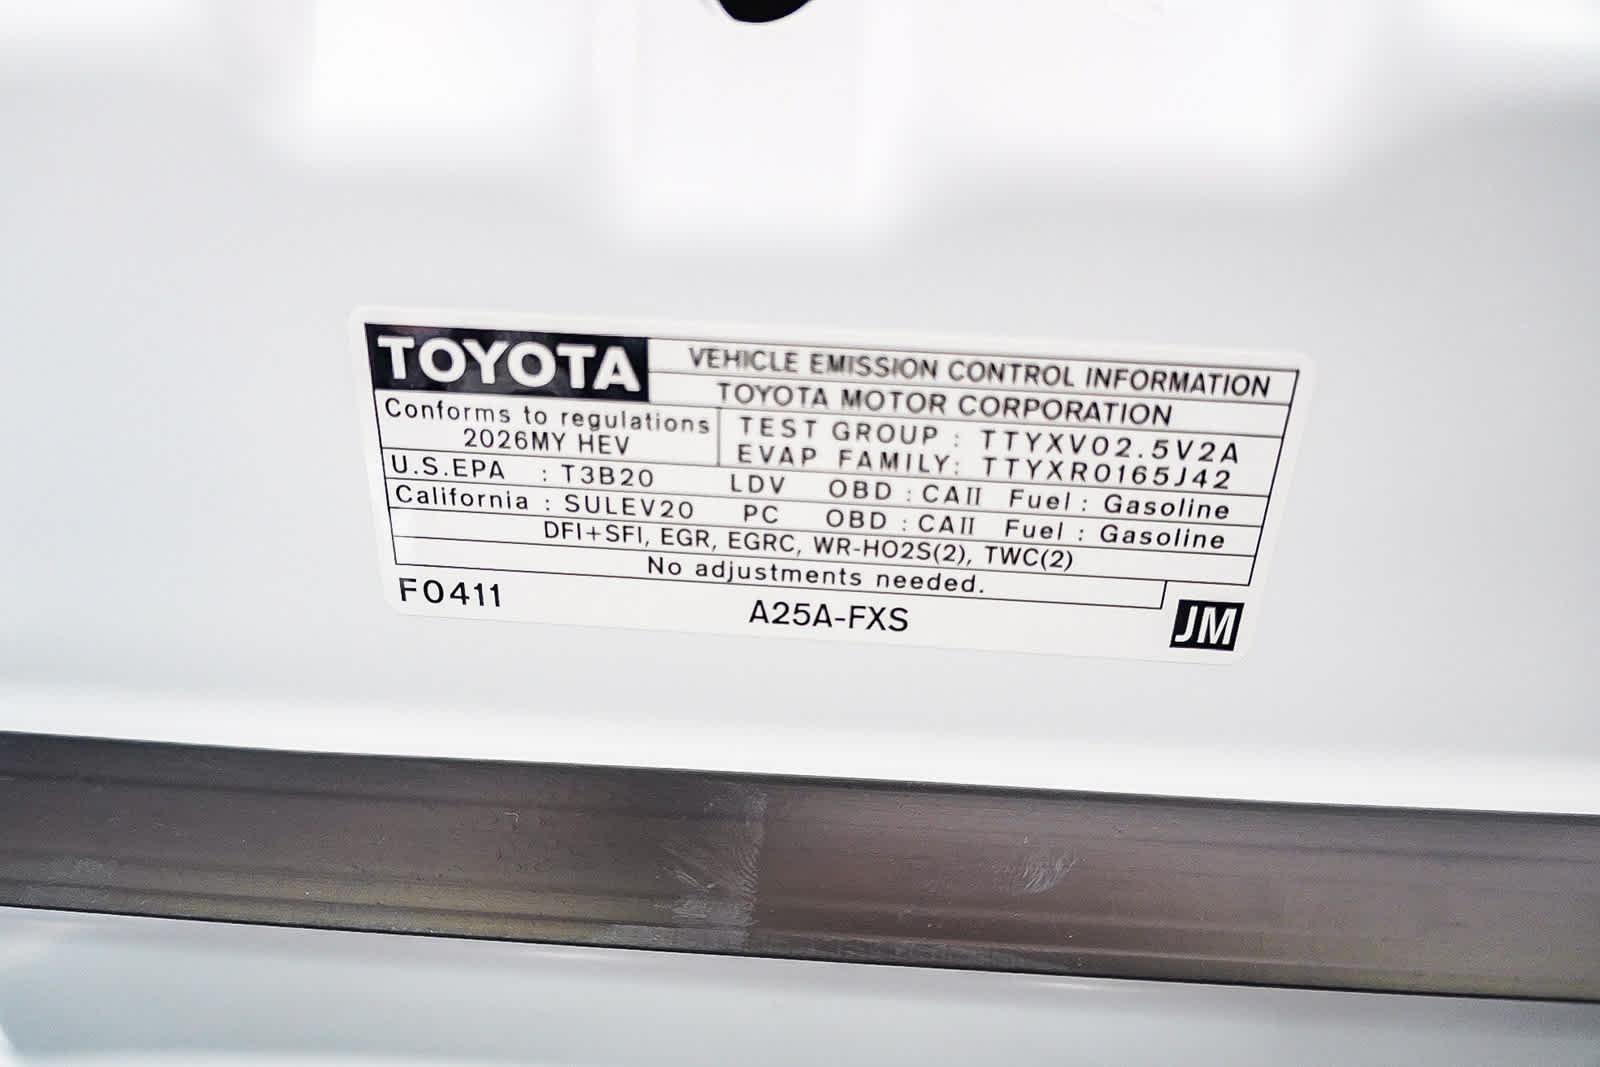 TOYOTA
VEHICLE EMISSION CONTROL INFORMATION
TOYOTA MOTOR CORPORATION
Conforms to regulations
2026MY HEV
TEST GROUP : TTYXV02.5V2A
EVAP FAMILY: TTYXR0165J42
U.S.EPA : T3B20 LDV OBD : CAII Fuel : Gasoline
California : SULEV20 PC OBD : CAII Fuel : Gasoline
DFI+SFI, EGR, EGRC, WR-HO2S(2), TWC(2)
No adjustments needed.
F0411
A25A-FXS
JM